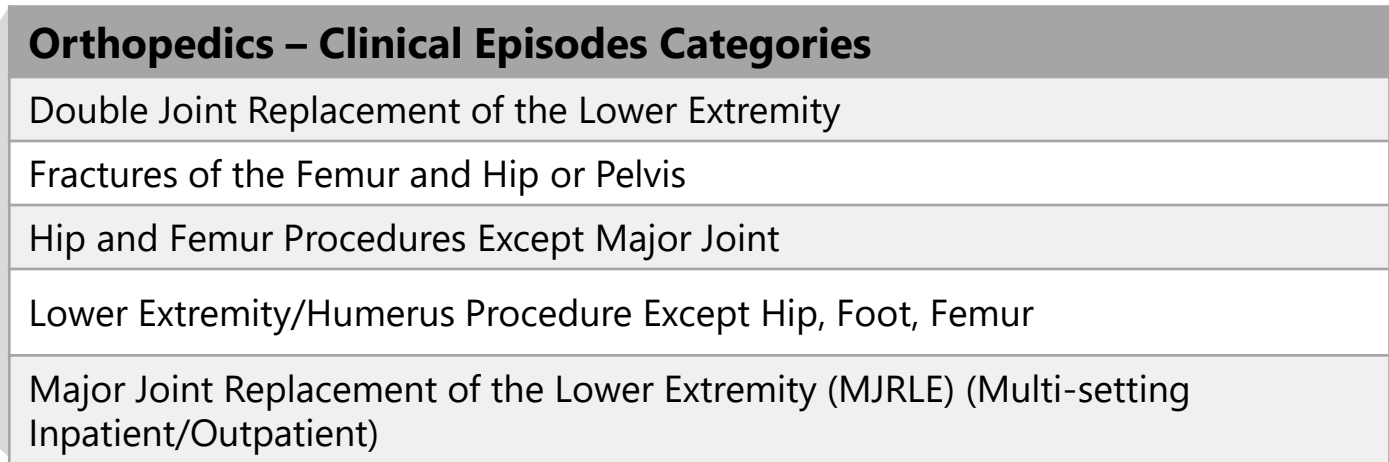 Orthopedics – Clinical Episodes Categories
Double Joint Replacement of the Lower Extremity
Fractures of the Femur and Hip or Pelvis
Hip and Femur Procedures Except Major Joint
Lower Extremity/Humerus Procedure Except Hip, Foot, Femur
Major Joint Replacement of the Lower Extremity (MJRLE) (Multi-setting
Inpatient/Outpatient)